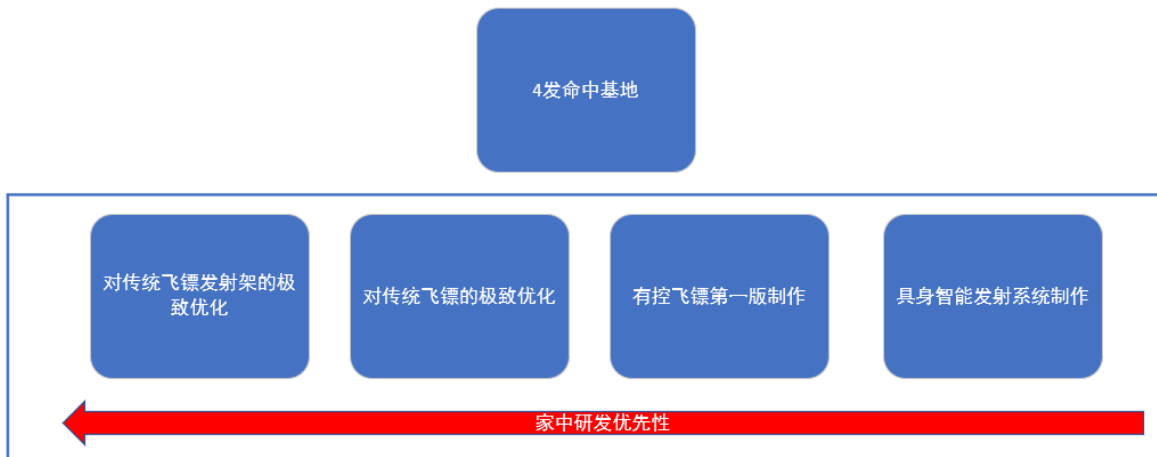 4发命中基地
对传统飞镖发射架的极
致优化
对传统飞镖的极致优化
有控飞镖第一版制作
具身智能发射系统制作
家中研发优先性